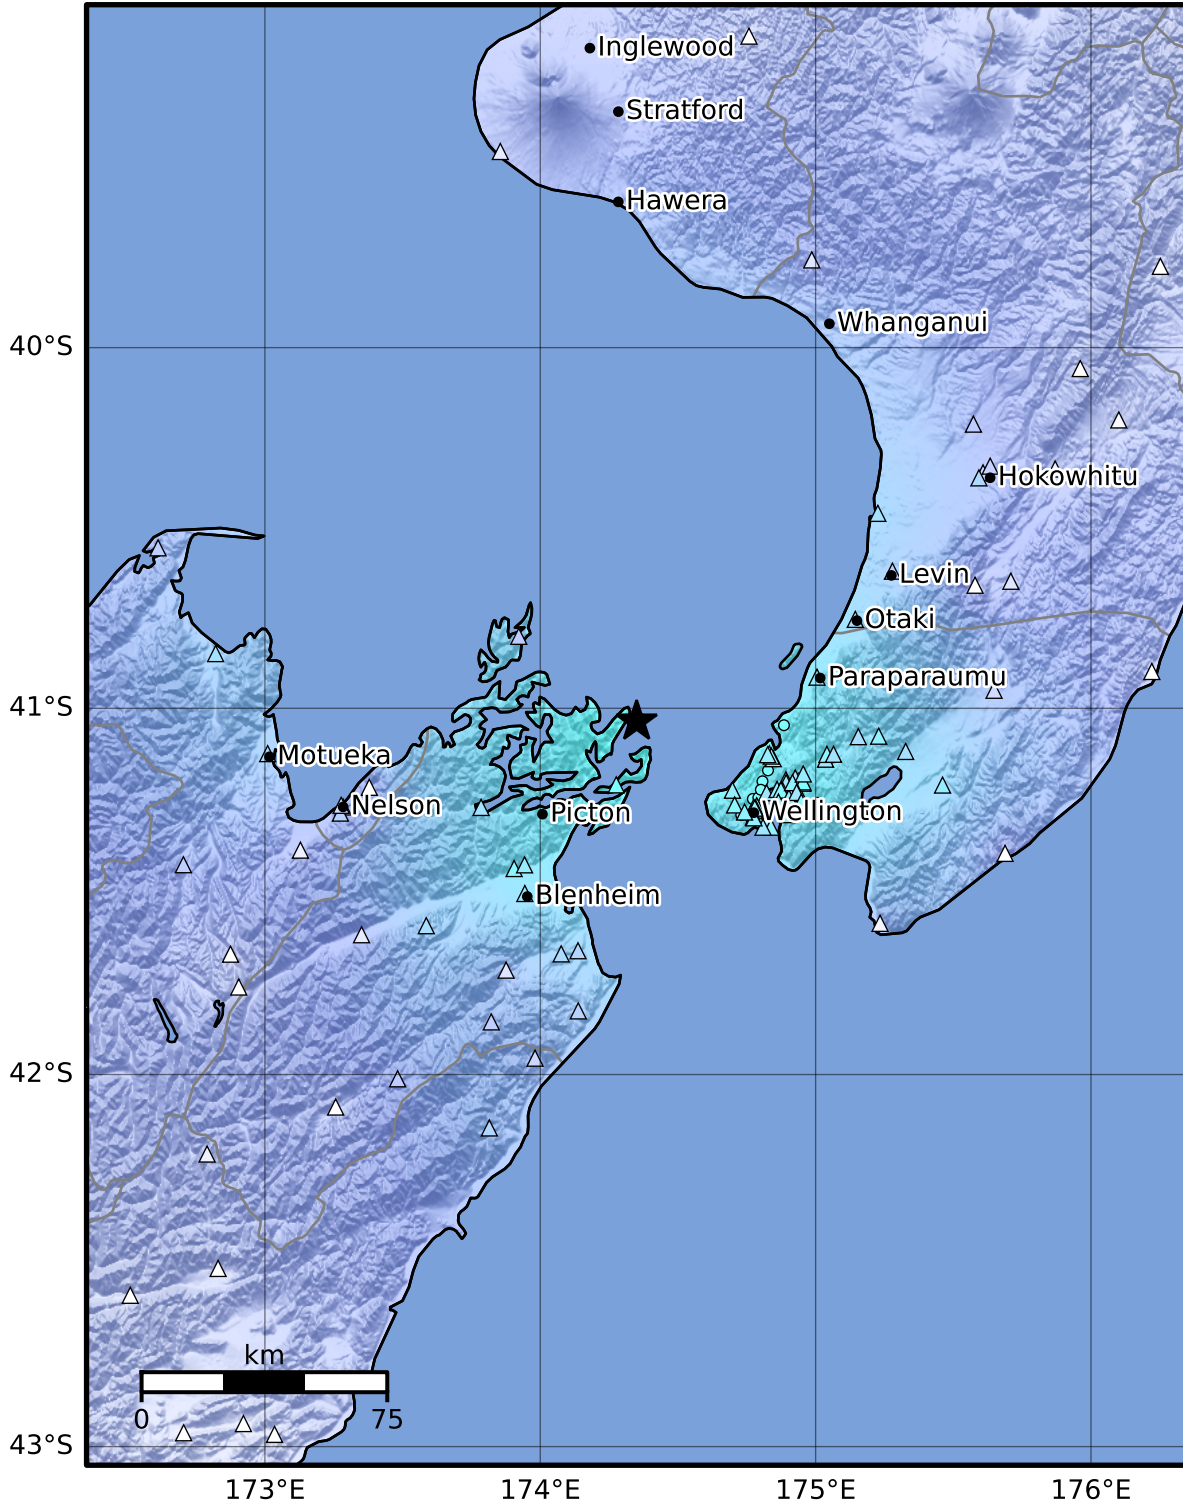 Inglewood
Stratford
Hawera
Whanganui
40°S
Hokowhitu
Levin
Otaki
Paraparaumu
41°S
Motueka
Nelson
Picton
Wellington
Blenheim
42°S
km
0 75
43°S
173°E 174°E 175°E 176°E